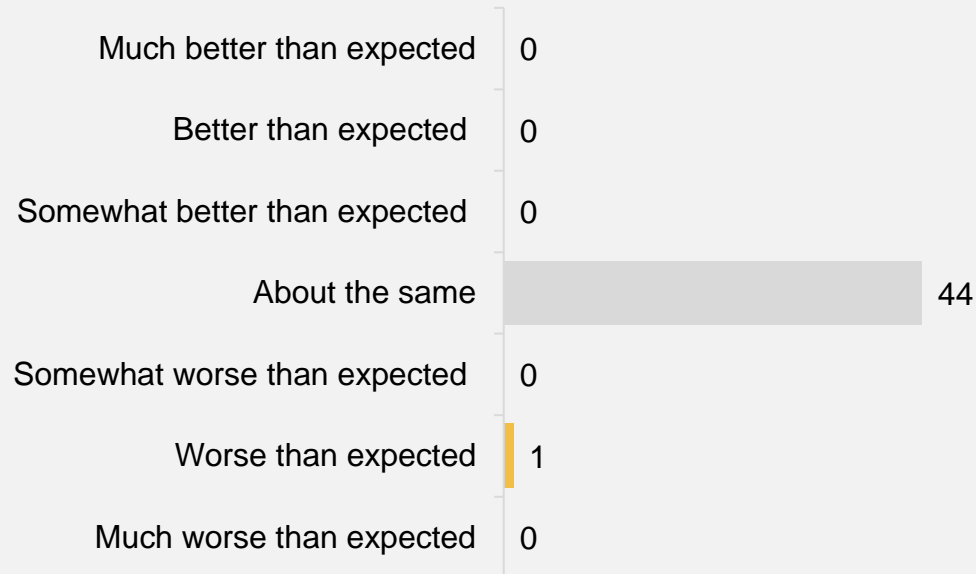 Much better than expected 0
Better than expected 0
Somewhat better than expected 0
About the same 44
Somewhat worse than expected 0
Worse than expected 1
Much worse than expected 0